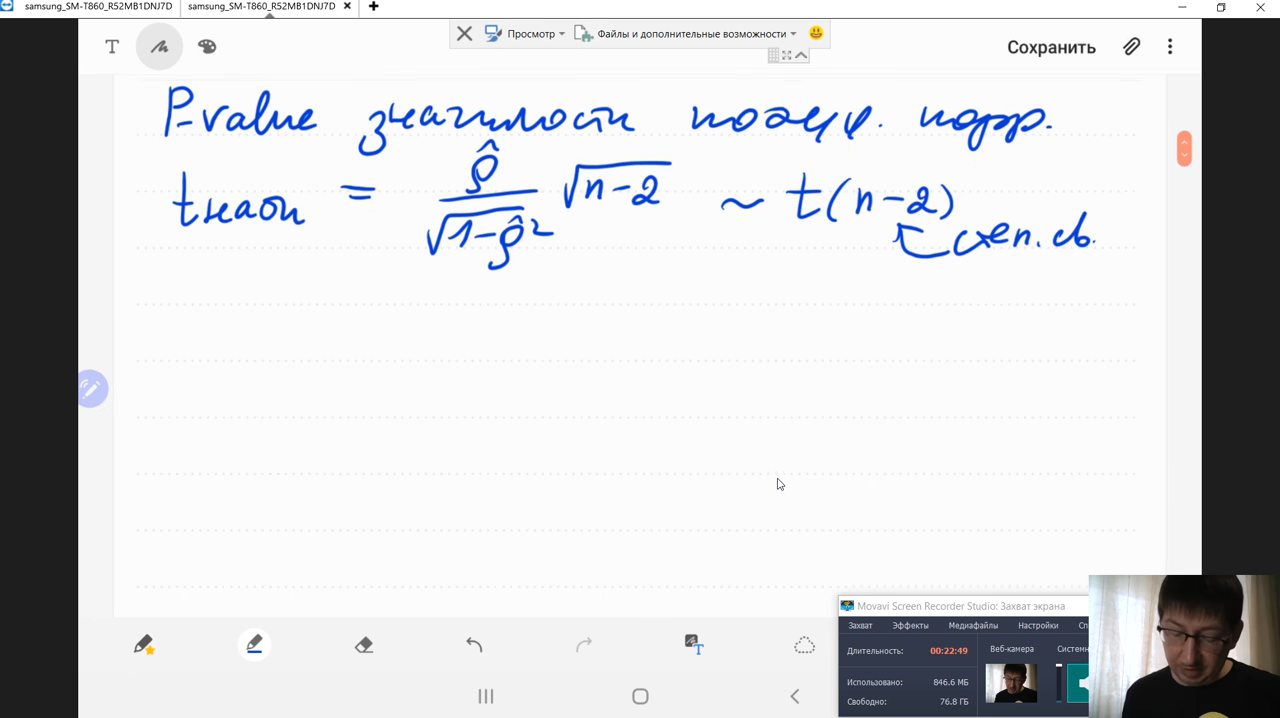 samsung_SM-T860_R52MB1DNJ7D samsung_SM-T860_R52MB1DNJ7D
Просмотр Файлы и дополнительные возможности
T Сохранить
P-value значимости коэфф. корр.
tнабл = ρ̂ / √(1-ρ̂²) √(n-2) ~ t(n-2)
степ. св.
Movavi Screen Recorder Studio: Захват экрана
Захват Эффекты Медиафайлы Настройки
Длительность: 00:22:49 Веб-камера
Использовано: 846.6 МБ
Свободно: 76.8 ГБ